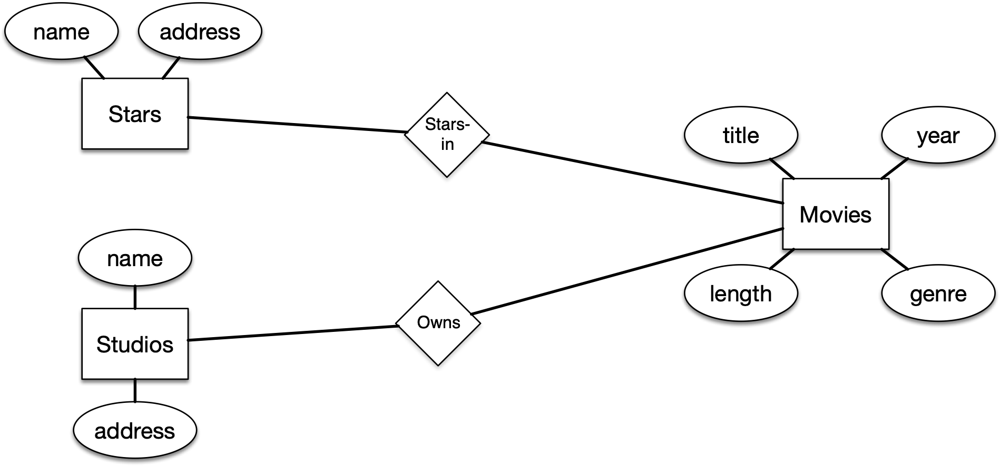 name
address
Stars
Stars-
in
title
year
Movies
length
genre
name
Studios
address
Owns